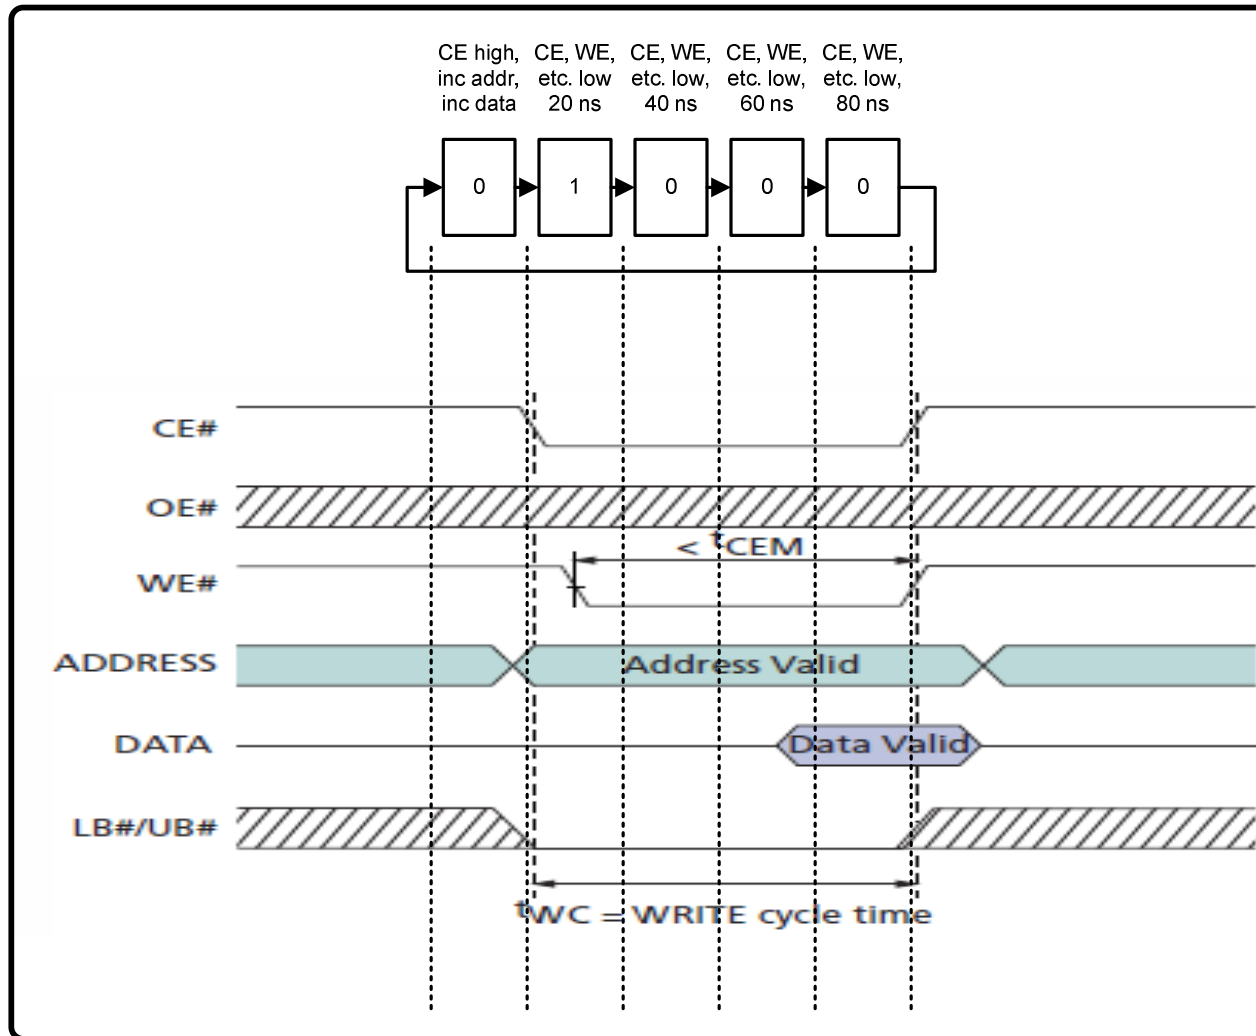 CE high,
inc addr,
inc data
CE, WE,
etc. low
20 ns
CE, WE,
etc. low,
40 ns
CE, WE,
etc. low,
60 ns
CE, WE,
etc. low,
80 ns
0
1
0
0
0
CE#
OE#
< tCEM
WE#
ADDRESS
Address Valid
DATA
Data Valid
LB#/UB#
tWC = WRITE cycle time